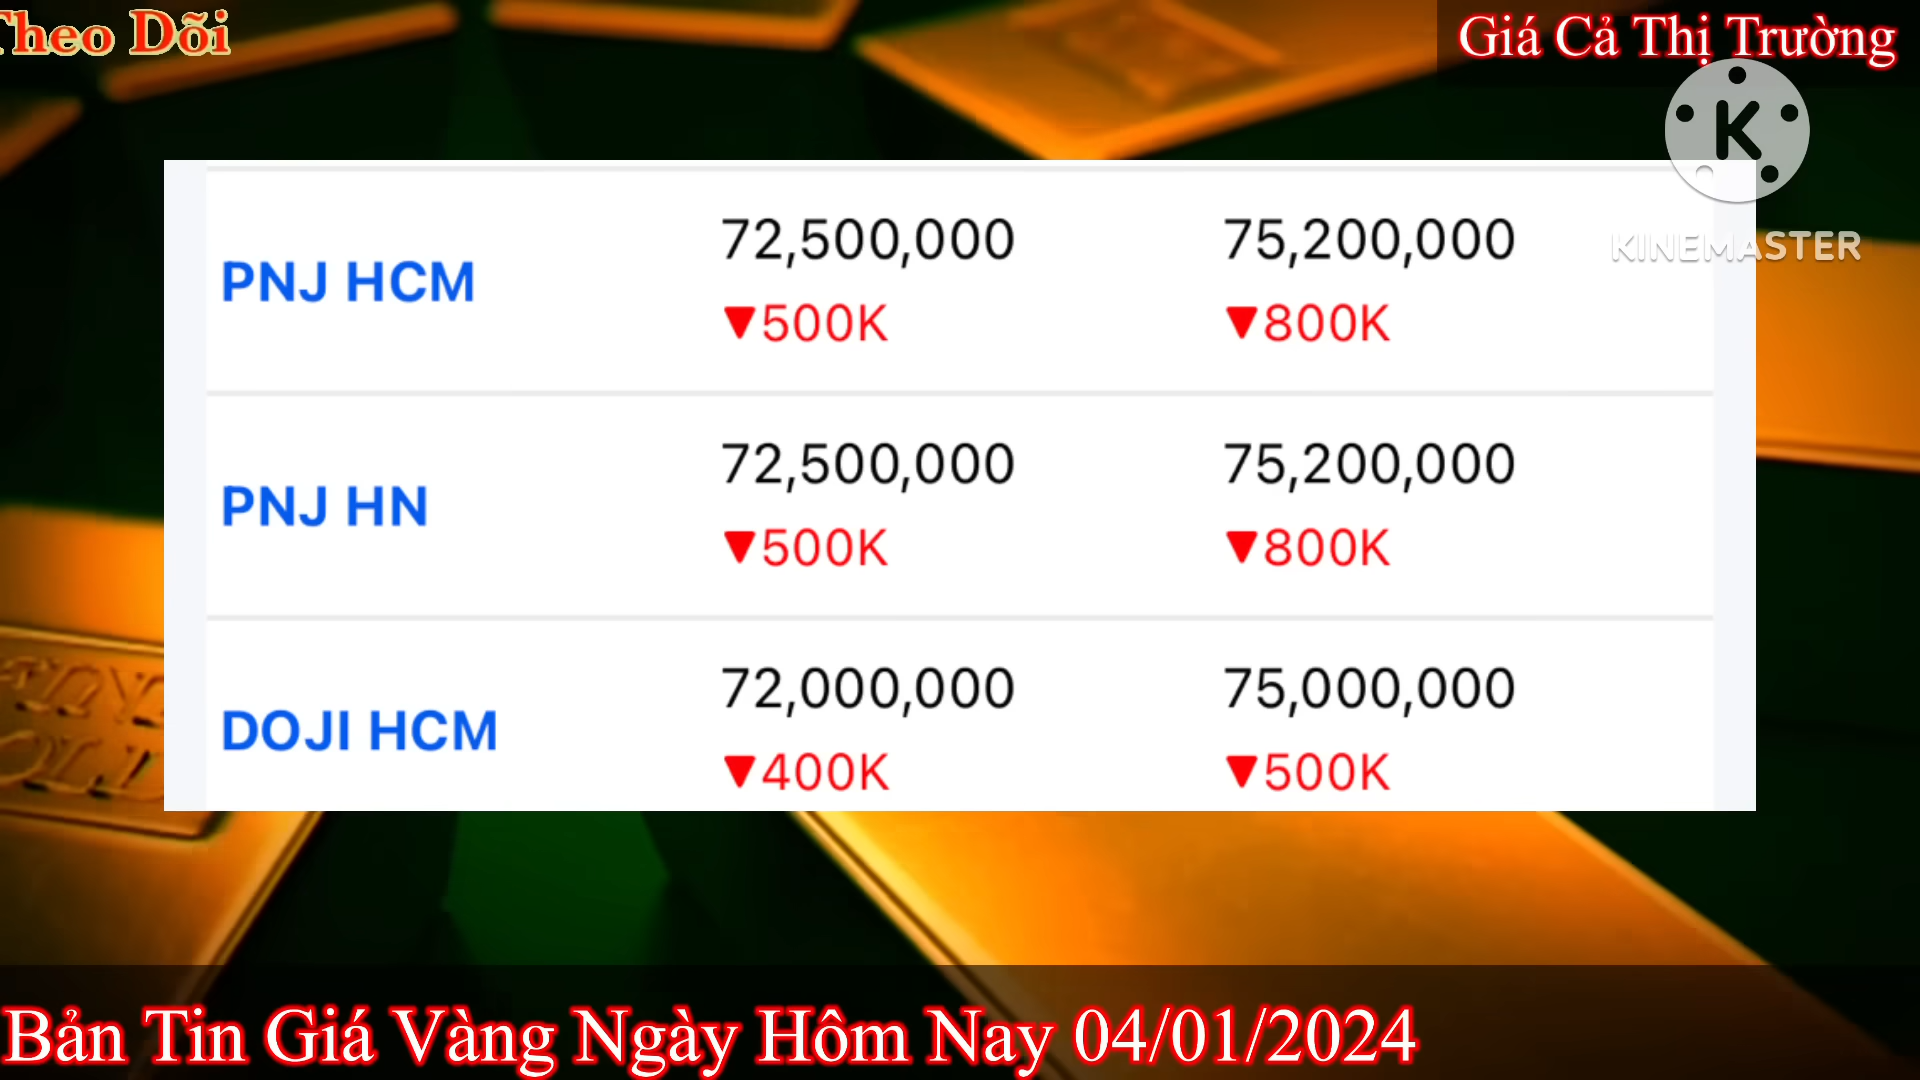 Theo Dõi
Giá Cả Thị Trường
K
KINEMASTER
PNJ HCM
72,500,000
75,200,000
▼500K
▼800K
PNJ HN
72,500,000
75,200,000
▼500K
▼800K
DOJI HCM
72,000,000
75,000,000
▼400K
▼500K
Bản Tin Giá Vàng Ngày Hôm Nay 04/01/2024